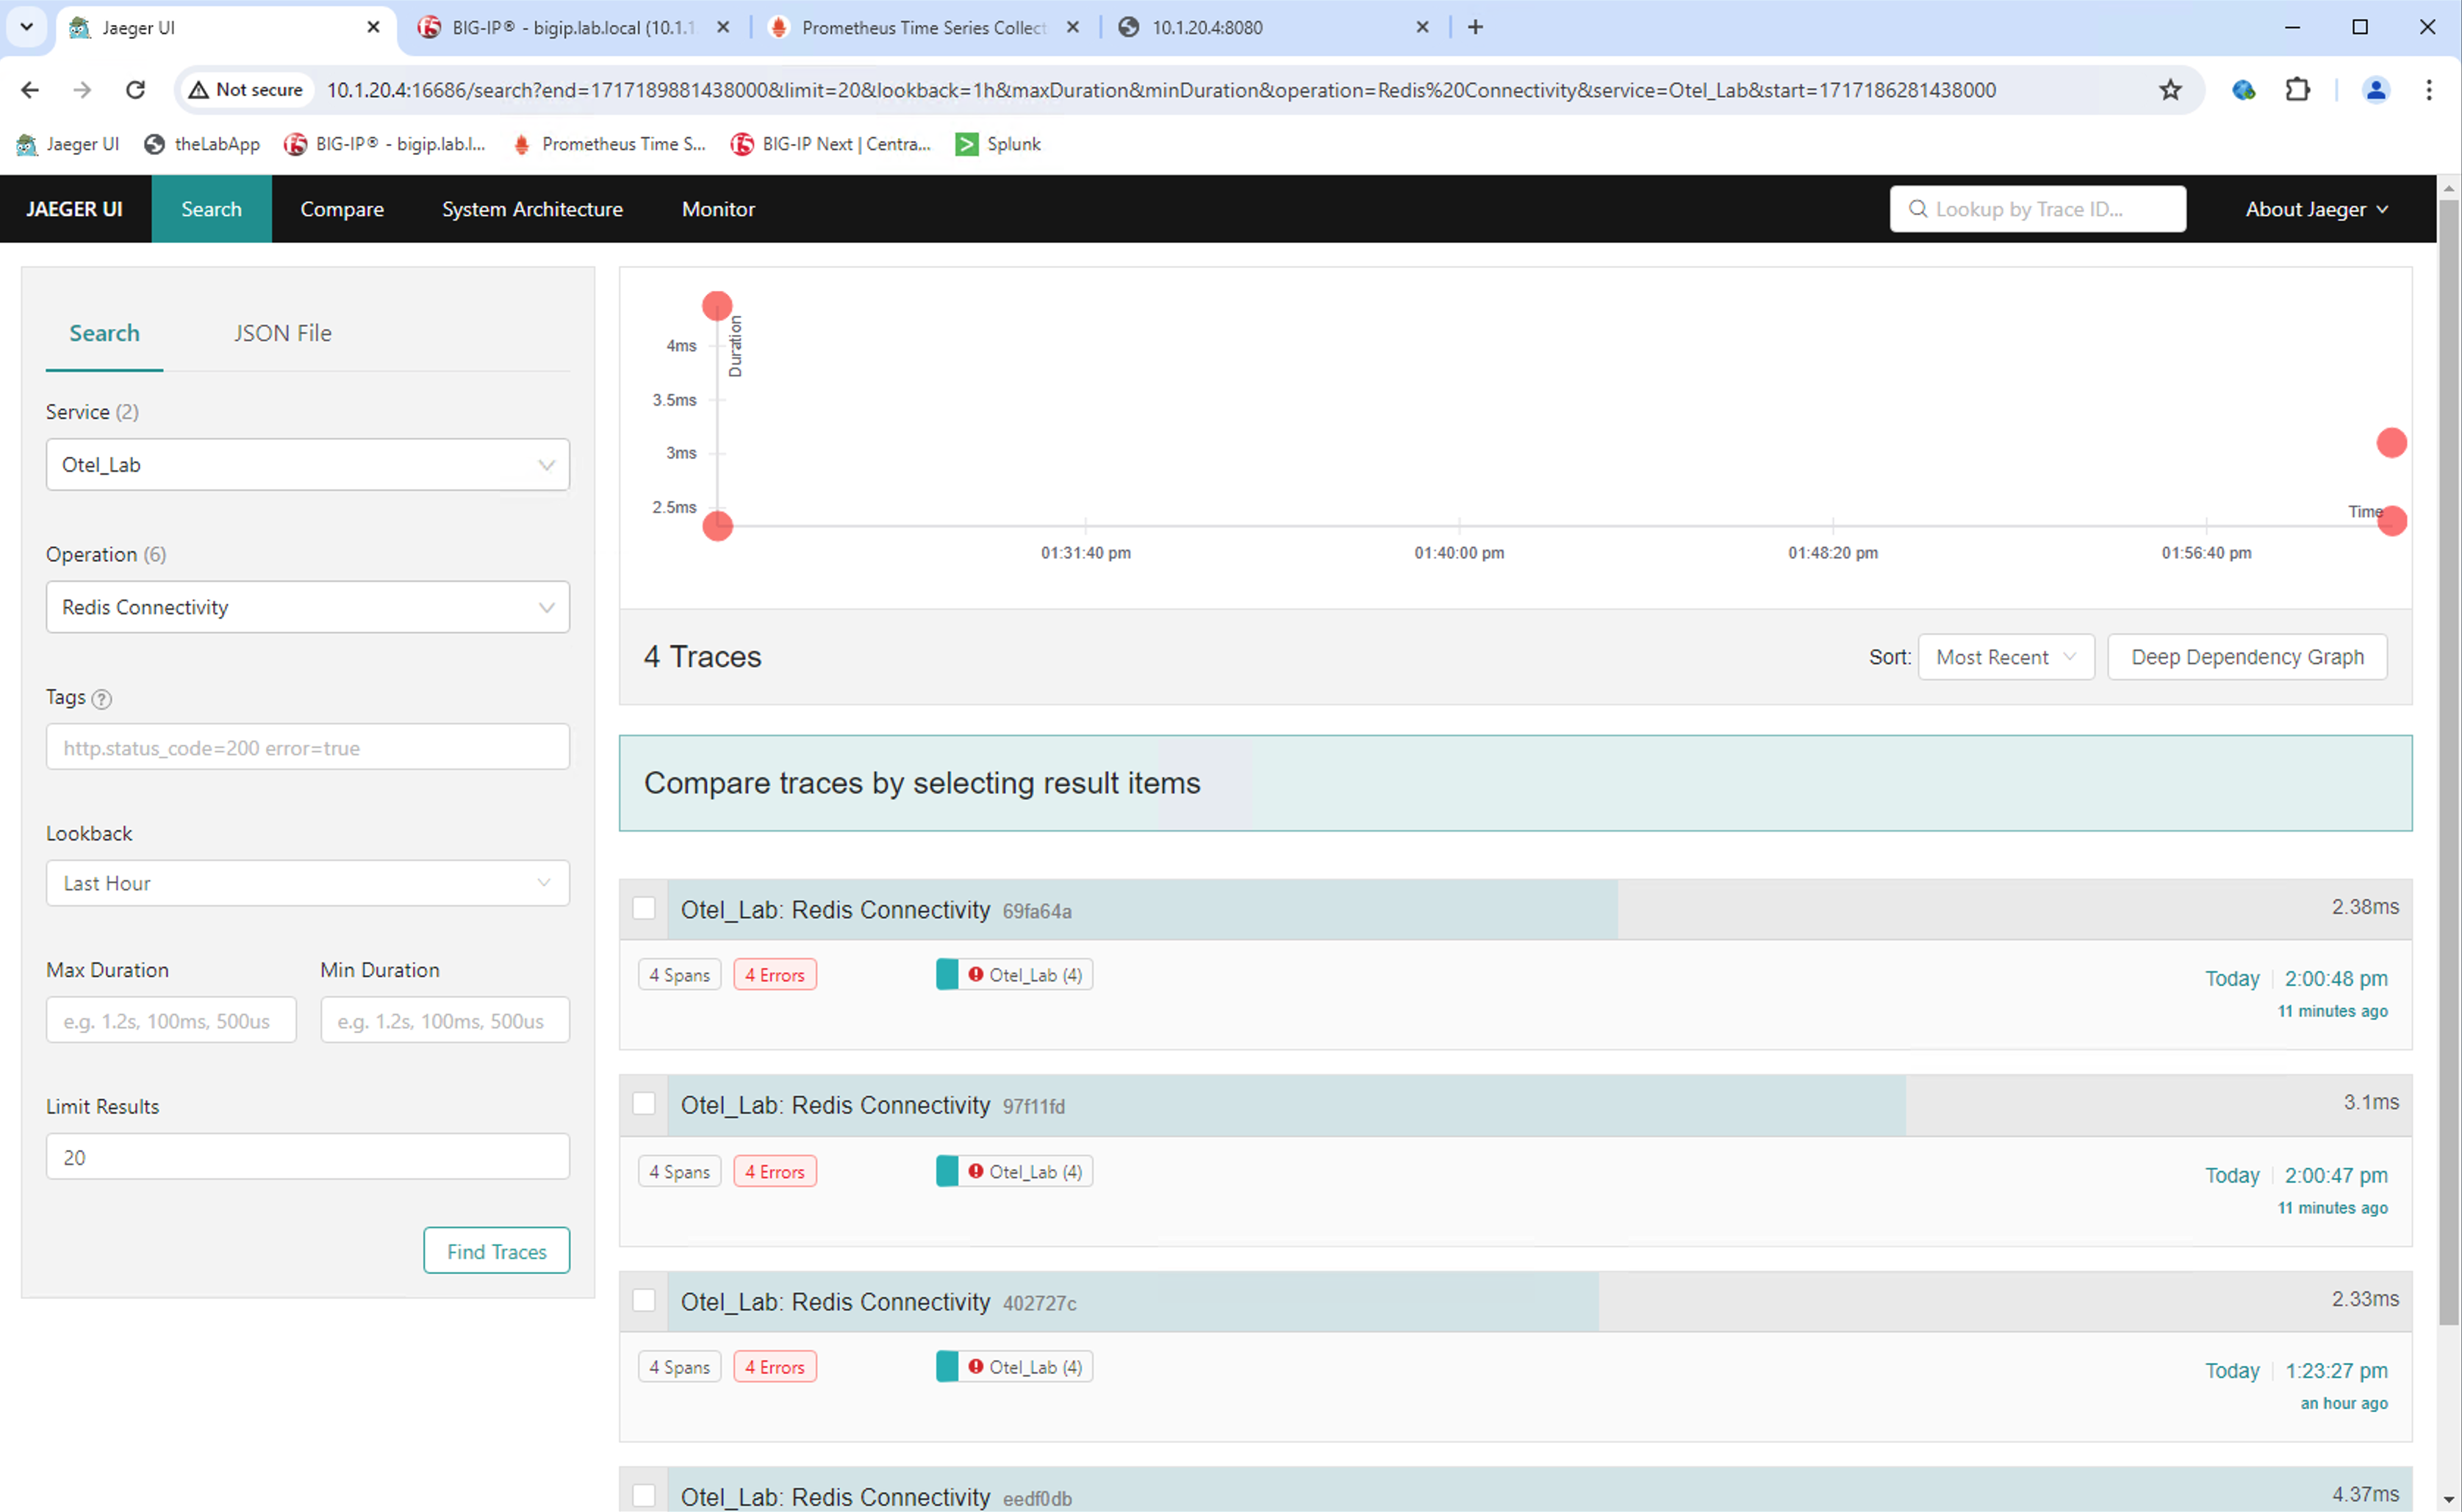 Jaeger UI
BIG-IP® - bigip.lab.local (10.1.1
Prometheus Time Series Collect
10.1.20.4:8080
Not secure
10.1.20.4:16686/search?end=1717189881438000&limit=20&lookback=1h&maxDuration&minDuration&operation=Redis%20Connectivity&service=Otel_Lab&start=1717186281438000
Jaeger UI
theLabApp
BIG-IP® - bigip.lab.l...
Prometheus Time S...
BIG-IP Next | Centra...
Splunk
JAEGER UI
Search
Compare
System Architecture
Monitor
Lookup by Trace ID...
About Jaeger
Search
JSON File
Service (2)
Otel_Lab
Operation (6)
Redis Connectivity
Tags ?
http.status_code=200 error=true
Lookback
Last Hour
Max Duration
Min Duration
e.g. 1.2s, 100ms, 500us
e.g. 1.2s, 100ms, 500us
Limit Results
20
Find Traces
Duration
4ms
3.5ms
3ms
2.5ms
Time
01:31:40 pm
01:40:00 pm
01:48:20 pm
01:56:40 pm
4 Traces
Sort:
Most Recent
Deep Dependency Graph
Compare traces by selecting result items
Otel_Lab: Redis Connectivity 69fa64a
2.38ms
4 Spans
4 Errors
Otel_Lab (4)
Today
2:00:48 pm
11 minutes ago
Otel_Lab: Redis Connectivity 97f11fd
3.1ms
4 Spans
4 Errors
Otel_Lab (4)
Today
2:00:47 pm
11 minutes ago
Otel_Lab: Redis Connectivity 402727c
2.33ms
4 Spans
4 Errors
Otel_Lab (4)
Today
1:23:27 pm
an hour ago
Otel_Lab: Redis Connectivity eedf0db
4.37ms